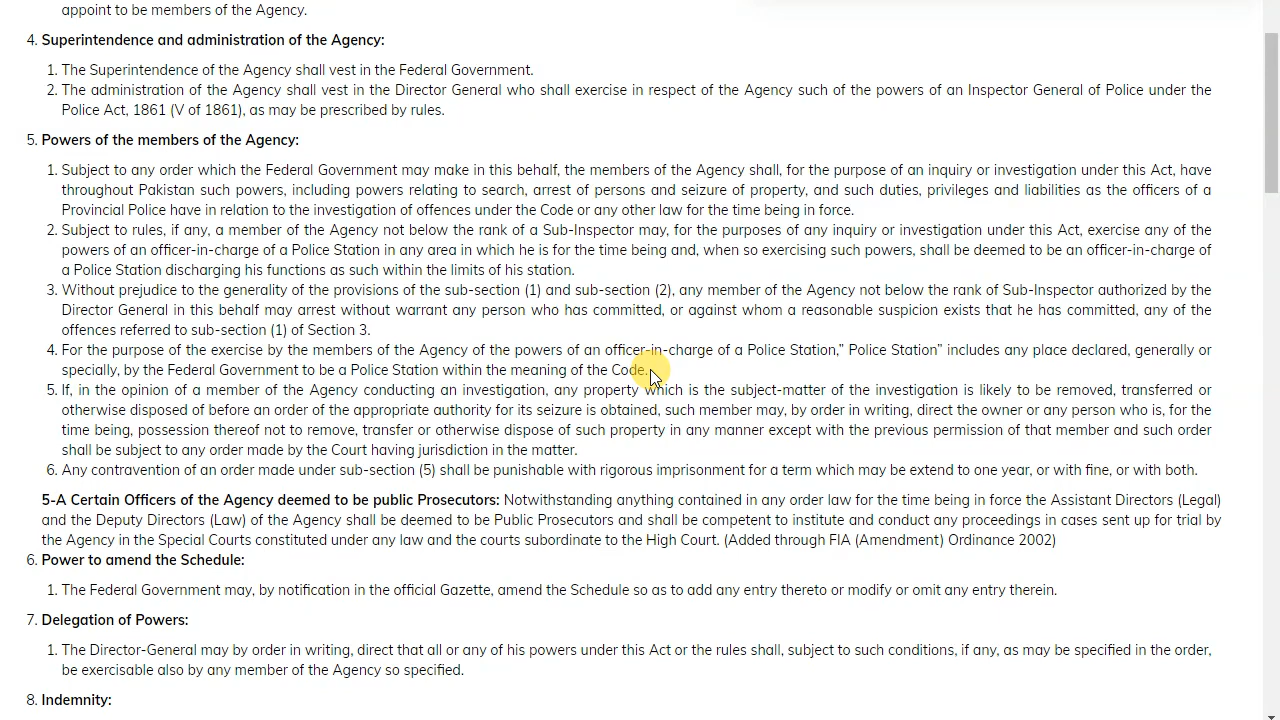 appoint to be members of the Agency.
4. Superintendence and administration of the Agency:
1. The Superintendence of the Agency shall vest in the Federal Government.
2. The administration of the Agency shall vest in the Director General who shall exercise in respect of the Agency such of the powers of an Inspector General of Police under the
Police Act, 1861 (V of 1861), as may be prescribed by rules.
5. Powers of the members of the Agency:
1. Subject to any order which the Federal Government may make in this behalf, the members of the Agency shall, for the purpose of an inquiry or investigation under this Act, have
throughout Pakistan such powers, including powers relating to search, arrest of persons and seizure of property, and such duties, privileges and liabilities as the officers of a
Provincial Police have in relation to the investigation of offences under the Code or any other law for the time being in force.
2. Subject to rules, if any, a member of the Agency not below the rank of a Sub-Inspector may, for the purposes of any inquiry or investigation under this Act, exercise any of the
powers of an officer-in-charge of a Police Station in any area in which he is for the time being and, when so exercising such powers, shall be deemed to be an officer-in-charge of
a Police Station discharging his functions as such within the limits of his station.
3. Without prejudice to the generality of the provisions of the sub-section (1) and sub-section (2), any member of the Agency not below the rank of Sub-Inspector authorized by the
Director General in this behalf may arrest without warrant any person who has committed, or against whom a reasonable suspicion exists that he has committed, any of the
offences referred to sub-section (1) of Section 3.
4. For the purpose of the exercise by the members of the Agency of the powers of an officer-in-charge of a Police Station,” Police Station” includes any place declared, generally or
specially, by the Federal Government to be a Police Station within the meaning of the Code.
5. If, in the opinion of a member of the Agency conducting an investigation, any property which is the subject-matter of the investigation is likely to be removed, transferred or
otherwise disposed of before an order of the appropriate authority for its seizure is obtained, such member may, by order in writing, direct the owner or any person who is, for the
time being, possession thereof not to remove, transfer or otherwise dispose of such property in any manner except with the previous permission of that member and such order
shall be subject to any order made by the Court having jurisdiction in the matter.
6. Any contravention of an order made under sub-section (5) shall be punishable with rigorous imprisonment for a term which may be extend to one year, or with fine, or with both.
5-A Certain Officers of the Agency deemed to be public Prosecutors: Notwithstanding anything contained in any order law for the time being in force the Assistant Directors (Legal)
and the Deputy Directors (Law) of the Agency shall be deemed to be Public Prosecutors and shall be competent to institute and conduct any proceedings in cases sent up for trial by
the Agency in the Special Courts constituted under any law and the courts subordinate to the High Court. (Added through FIA (Amendment) Ordinance 2002)
6. Power to amend the Schedule:
1. The Federal Government may, by notification in the official Gazette, amend the Schedule so as to add any entry thereto or modify or omit any entry therein.
7. Delegation of Powers:
1. The Director-General may by order in writing, direct that all or any of his powers under this Act or the rules shall, subject to such conditions, if any, as may be specified in the order,
be exercisable also by any member of the Agency so specified.
8. Indemnity: